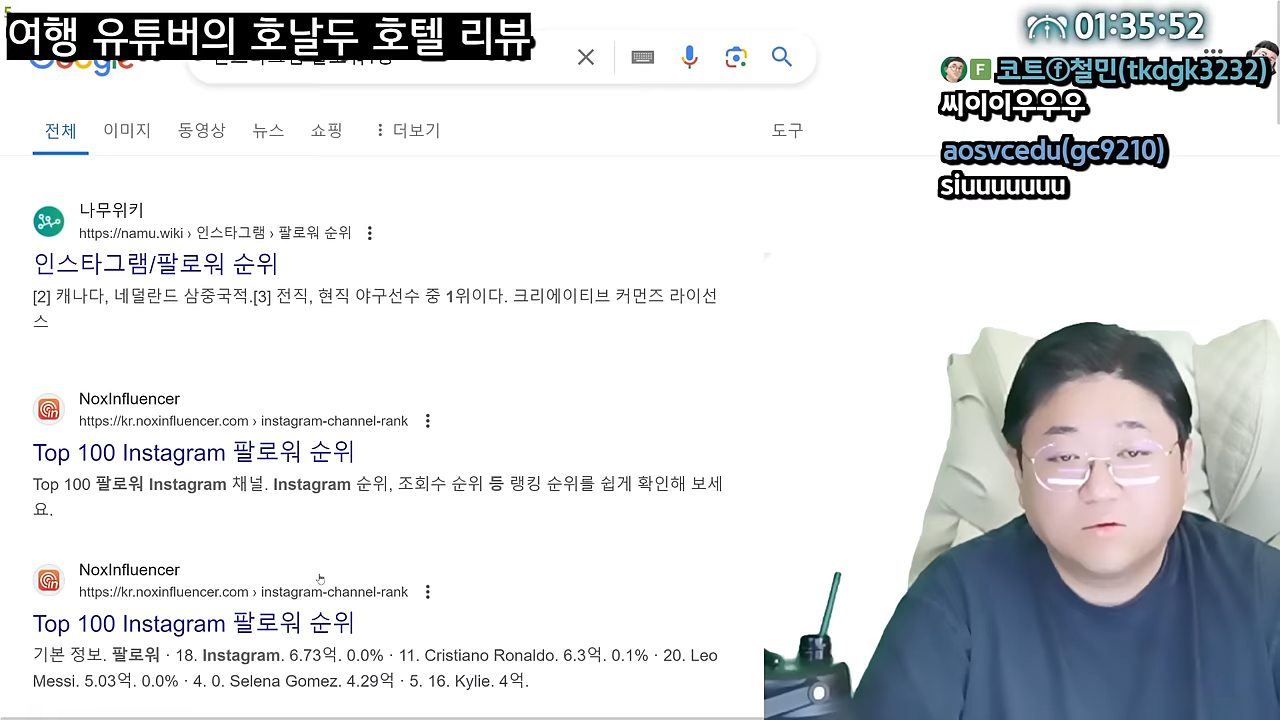 여행 유튜버의 호날두 호텔 리뷰
01:35:52
F 코트ⓕ철민(tkdgk3232)
씨이이우우우
aosvcedu(gc9210)
siuuuuuuu
전체 이미지 동영상 뉴스 쇼핑 더보기 도구
나무위키
https://namu.wiki › 인스타그램 › 팔로워 순위
인스타그램/팔로워 순위
[2] 캐나다, 네덜란드 삼중국적.[3] 전직, 현직 야구선수 중 1위이다. 크리에이티브 커먼즈 라이선
스
NoxInfluencer
https://kr.noxinfluencer.com › instagram-channel-rank
Top 100 Instagram 팔로워 순위
Top 100 팔로워 Instagram 채널. Instagram 순위, 조회수 순위 등 랭킹 순위를 쉽게 확인해 보세
요.
NoxInfluencer
https://kr.noxinfluencer.com › instagram-channel-rank
Top 100 Instagram 팔로워 순위
기본 정보. 팔로워 · 18. Instagram. 6.73억. 0.0% · 11. Cristiano Ronaldo. 6.3억. 0.1% · 20. Leo
Messi. 5.03억. 0.0% · 4. 0. Selena Gomez. 4.29억 · 5. 16. Kylie. 4억.